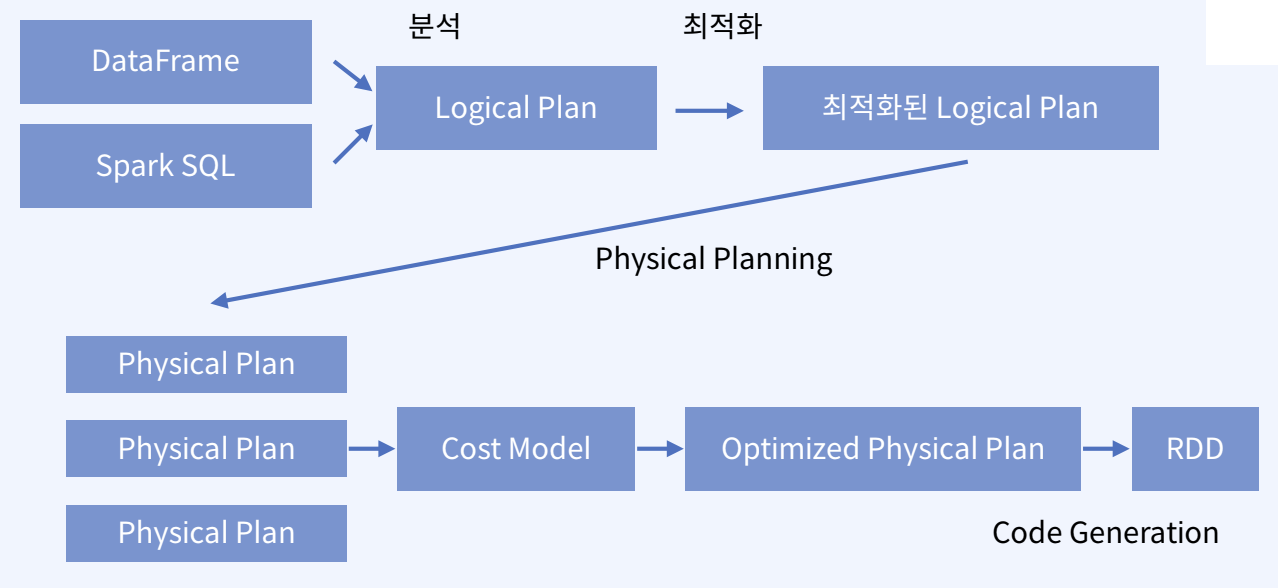 분석
최적화
DataFrame
Spark SQL
Logical Plan
최적화된 Logical Plan
Physical Planning
Physical Plan
Physical Plan
Physical Plan
Cost Model
Optimized Physical Plan
RDD
Code Generation